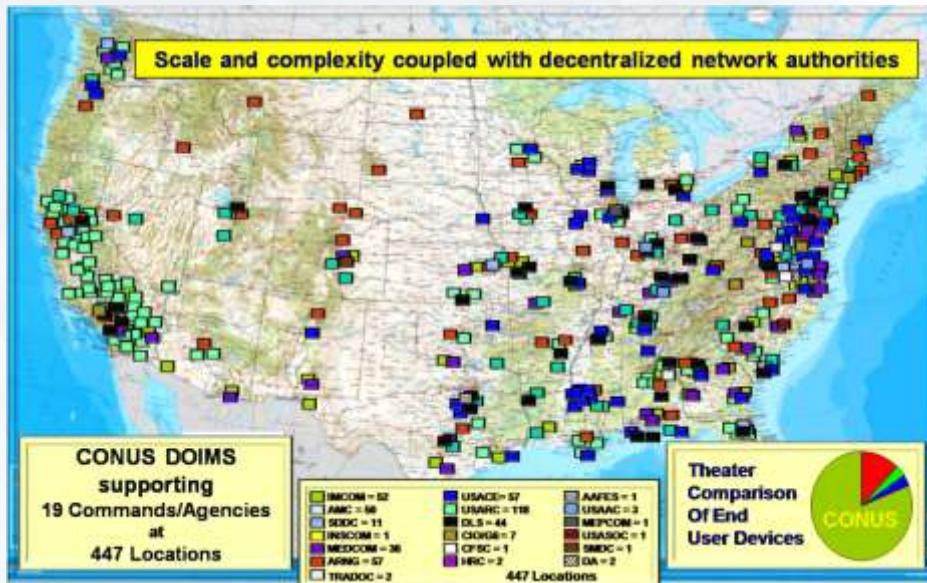 Scale and complexity coupled with decentralized network authorities
CONUS DOIMS
supporting
19 Commands/Agencies
at
447 Locations
IMCOM = 52
AMC = 50
SDDC = 11
INSCOM = 1
MEDCOM = 36
ARNG = 57
TRADOC = 2
USACE= 57
USARC = 118
DLS = 44
CIO/G6 = 7
CFSC = 1
HRC = 2
AAFES = 1
USAAC = 3
MEPCOM = 1
USASOC = 1
SMDC = 1
DA = 2
447 Locations
Theater
Comparison
Of End
User Devices
CONUS